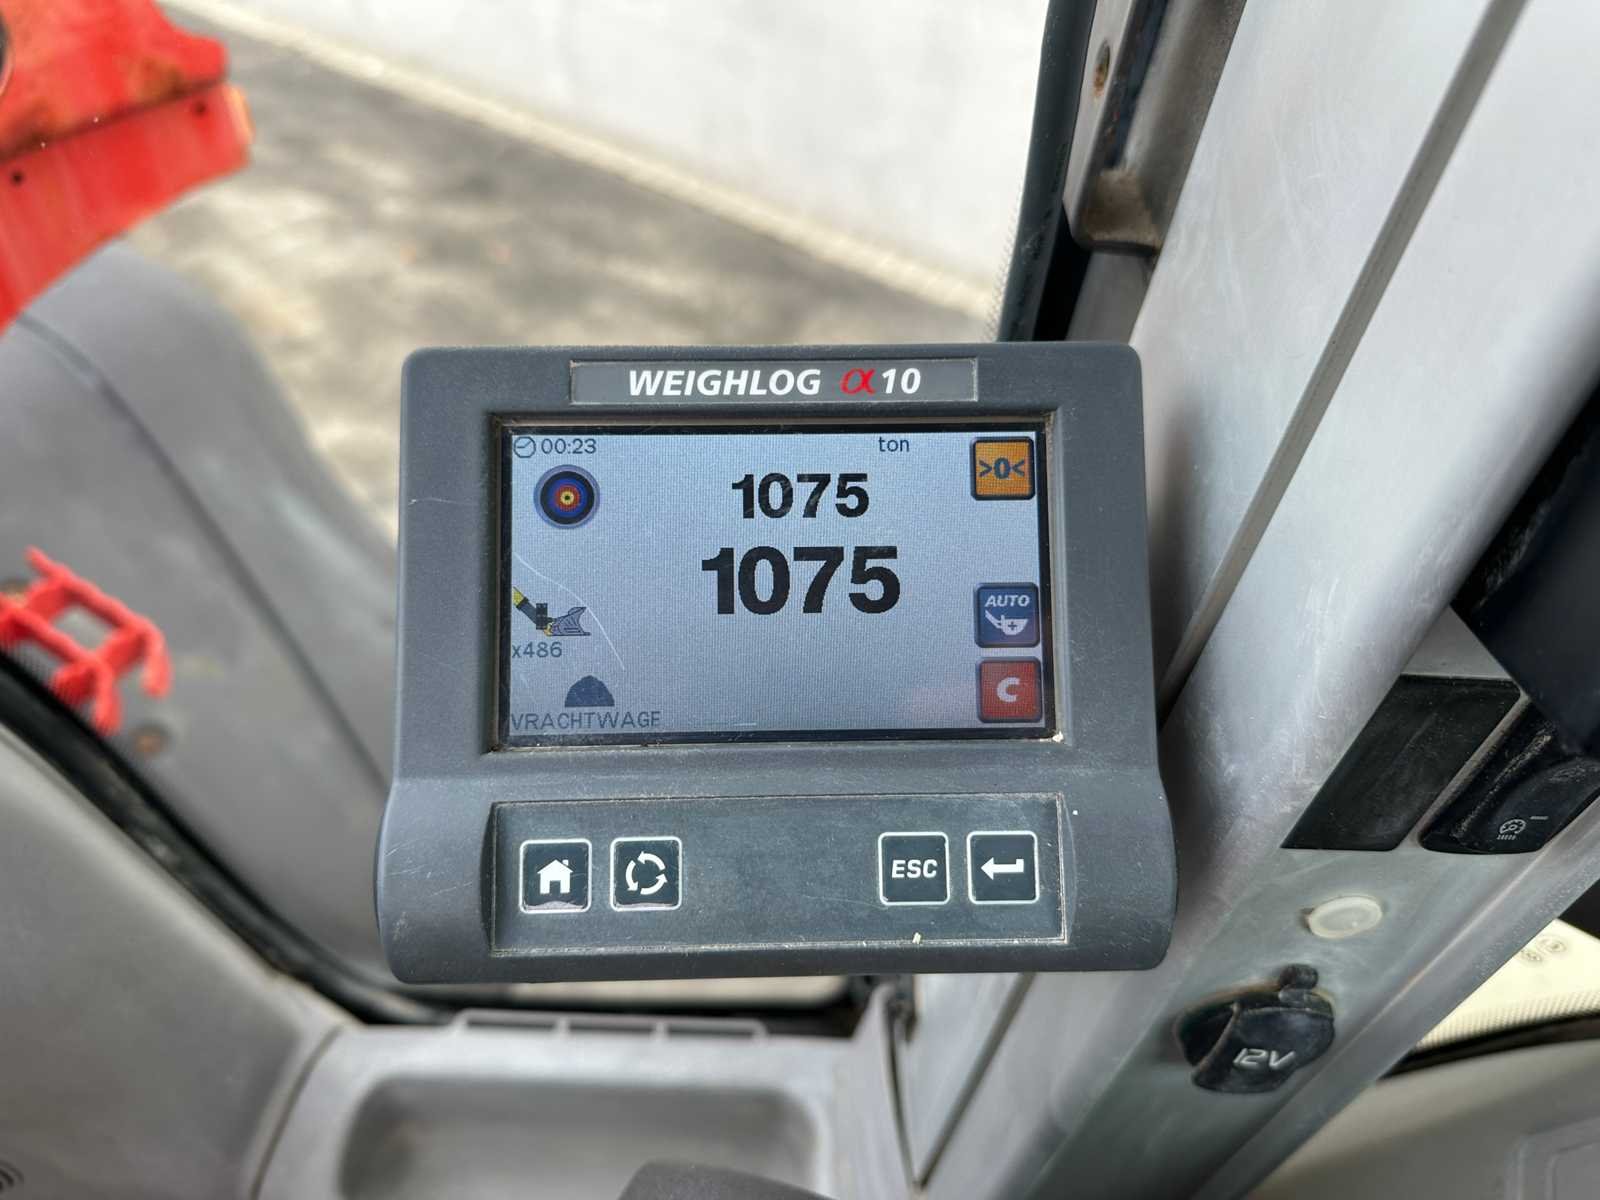 WEIGHLOG α10
00:23
ton
>0<
1075
1075
AUTO
x486
C
VRACHTWAGE
ESC
12V